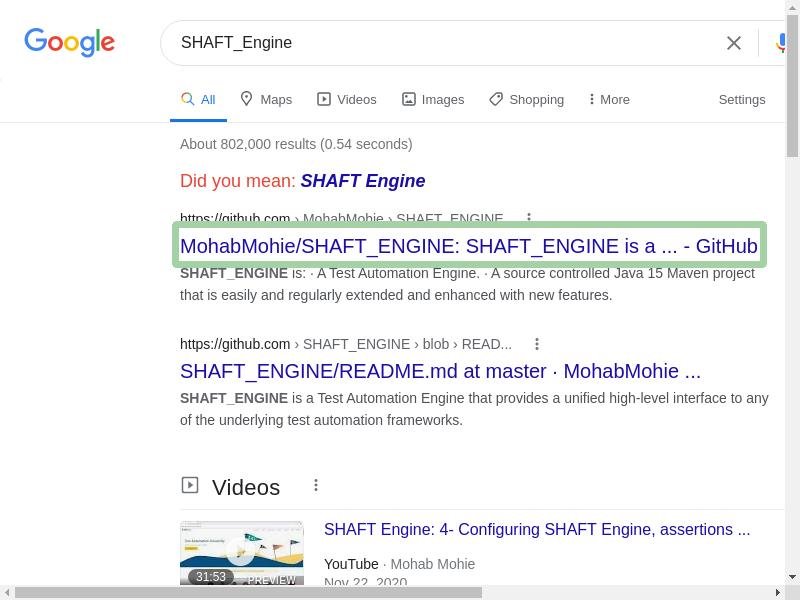 Google
SHAFT_Engine
All Maps Videos Images Shopping More Settings
About 802,000 results (0.54 seconds)
Did you mean: SHAFT Engine
https://github.com › MohabMohie › SHAFT_ENGINE
MohabMohie/SHAFT_ENGINE: SHAFT_ENGINE is a ... - GitHub
SHAFT_ENGINE is: · A Test Automation Engine. · A source controlled Java 15 Maven project
that is easily and regularly extended and enhanced with new features.
https://github.com › SHAFT_ENGINE › blob › READ...
SHAFT_ENGINE/README.md at master · MohabMohie ...
SHAFT_ENGINE is a Test Automation Engine that provides a unified high-level interface to any
of the underlying test automation frameworks.
Videos
SHAFT Engine: 4- Configuring SHAFT Engine, assertions ...
31:53 PREVIEW
YouTube · Mohab Mohie
Nov 22, 2020